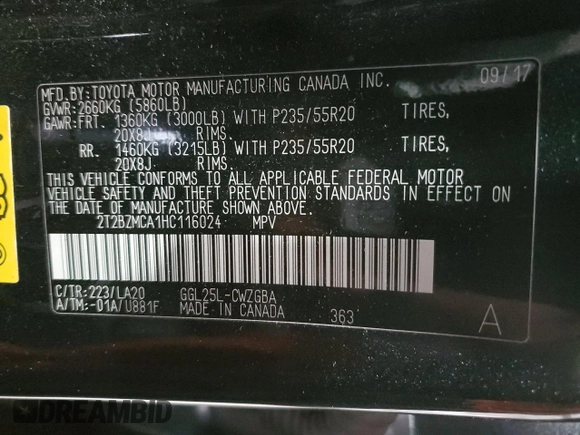 MFD.BY:TOYOTA MOTOR MANUFACTURING CANADA INC. 09/17
GVWR:2660KG (5860LB)
GAWR:FRT. 1360KG (3000LB) WITH P235/55R20 TIRES,
20X8J RIMS.
RR. 1460KG (3215LB) WITH P235/55R20 TIRES,
20X8J RIMS.
THIS VEHICLE CONFORMS TO ALL APPLICABLE FEDERAL MOTOR
VEHICLE SAFETY AND THEFT PREVENTION STANDARDS IN EFFECT ON
THE DATE OF MANUFACTURE SHOWN ABOVE.
2T2BZMCA1HC116024 MPV
C/TR:223/LA20 GGL25L-CWZGBA
A/TM:-01A/U881F MADE IN CANADA 363 A
DREAMBID